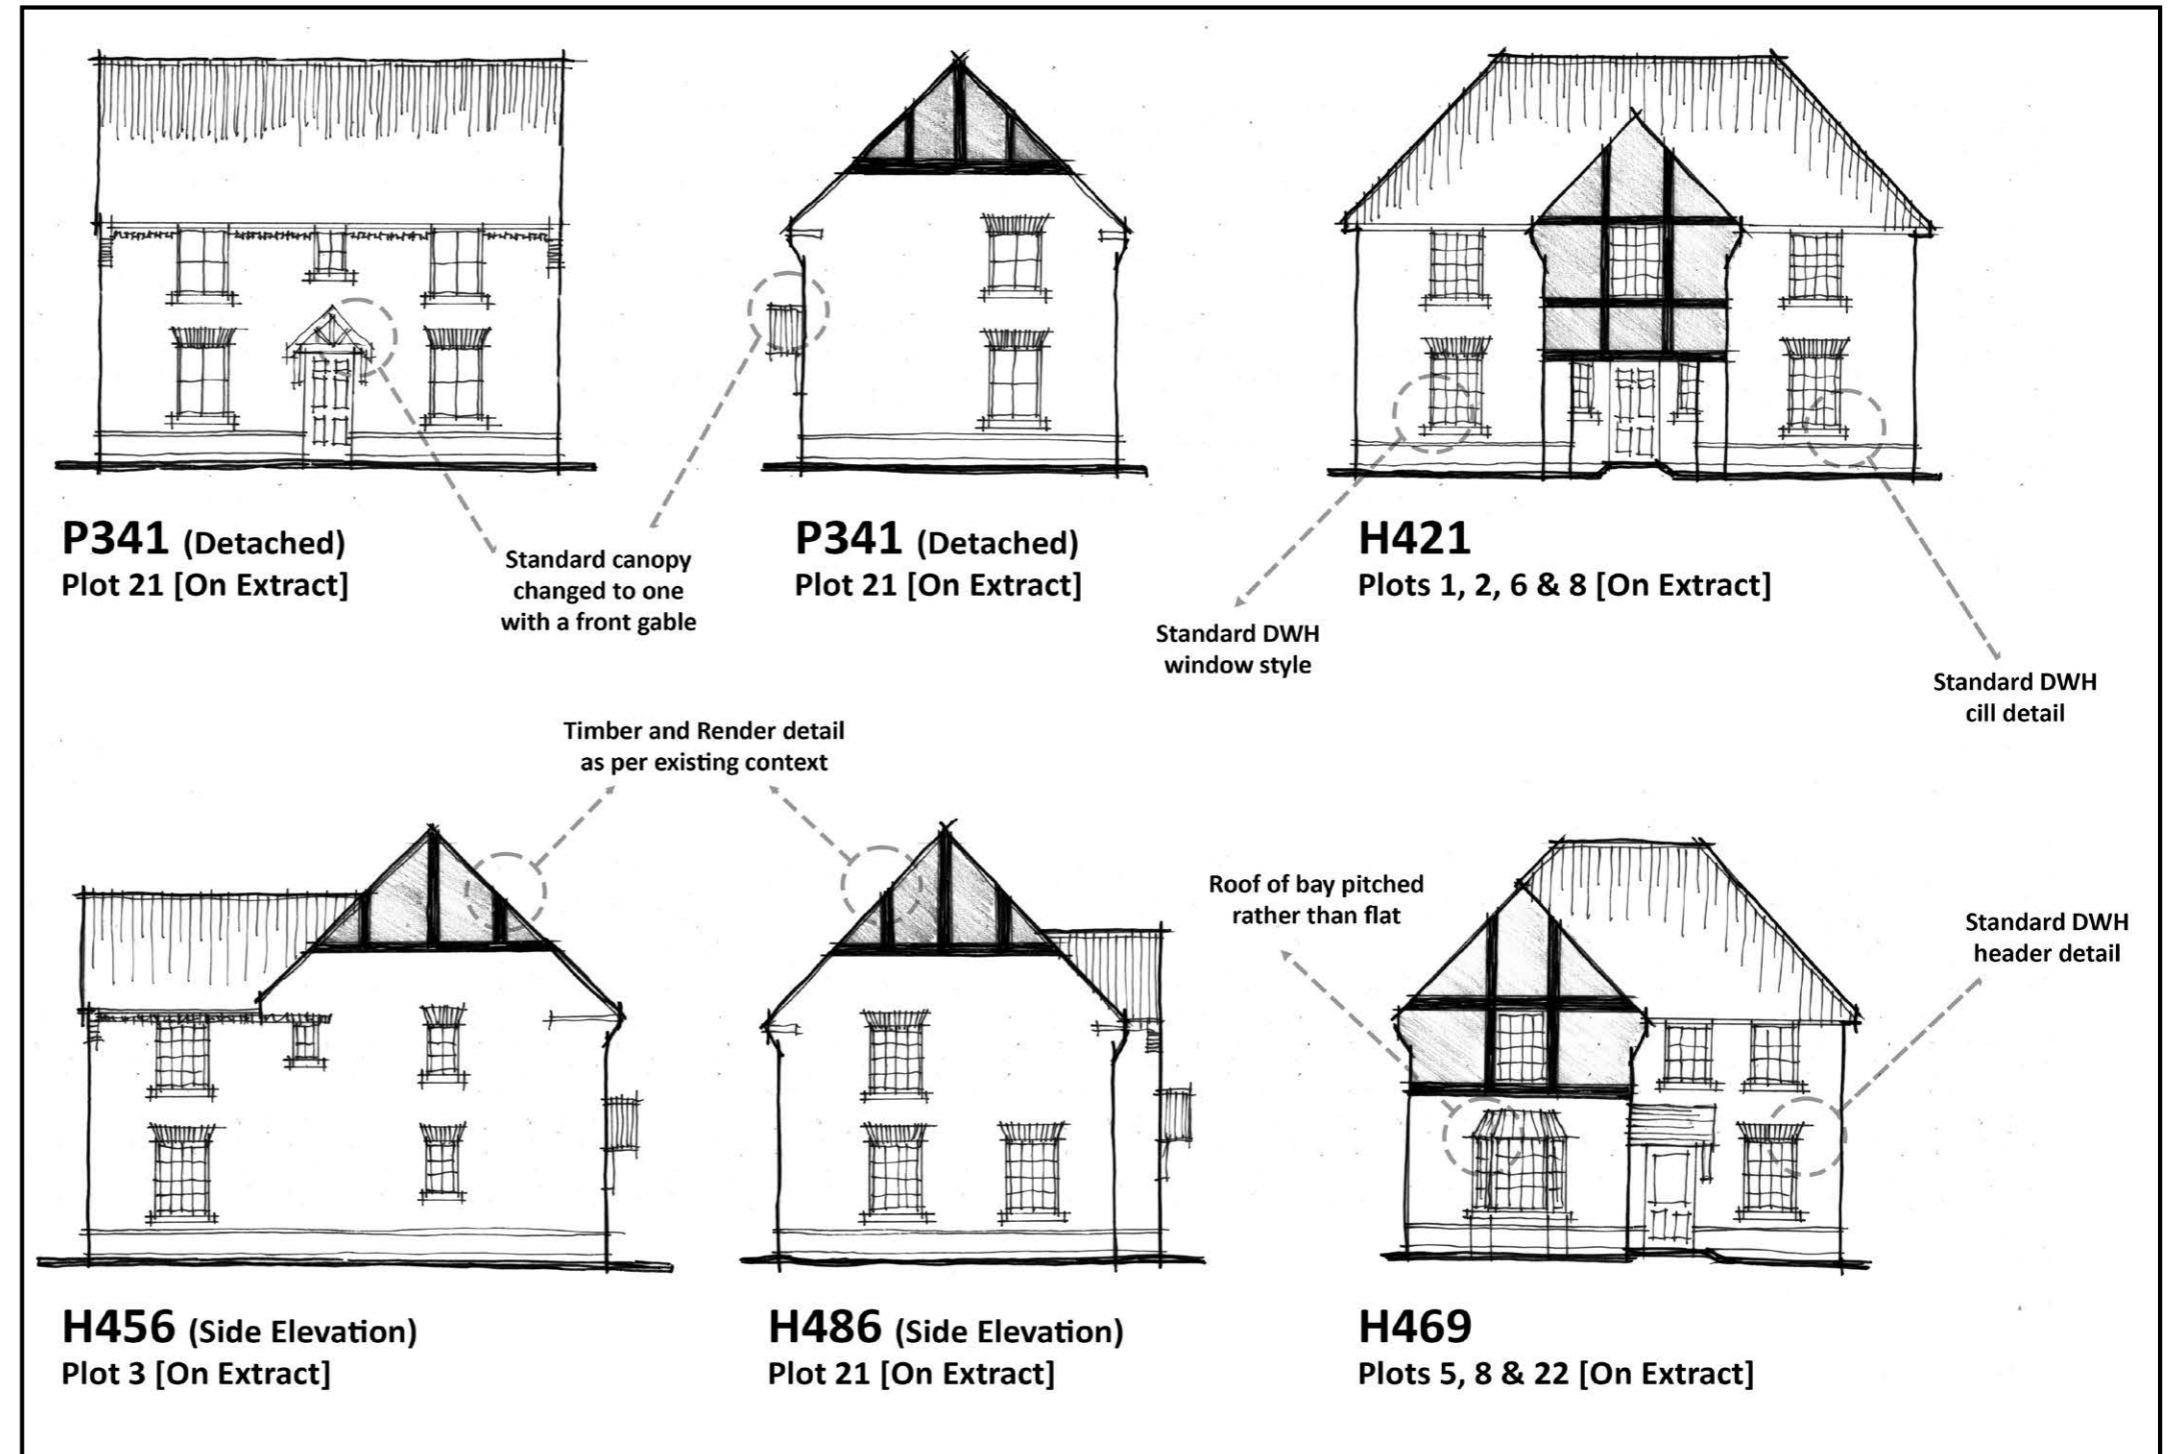 P341 (Detached)
Plot 21 [On Extract]
Standard canopy
changed to one
with a front gable
P341 (Detached)
Plot 21 [On Extract]
H421
Plots 1, 2, 6 & 8 [On Extract]
Standard DWH
window style
Standard DWH
cill detail
Timber and Render detail
as per existing context
Roof of bay pitched
rather than flat
Standard DWH
header detail
H456 (Side Elevation)
Plot 3 [On Extract]
H486 (Side Elevation)
Plot 21 [On Extract]
H469
Plots 5, 8 & 22 [On Extract]